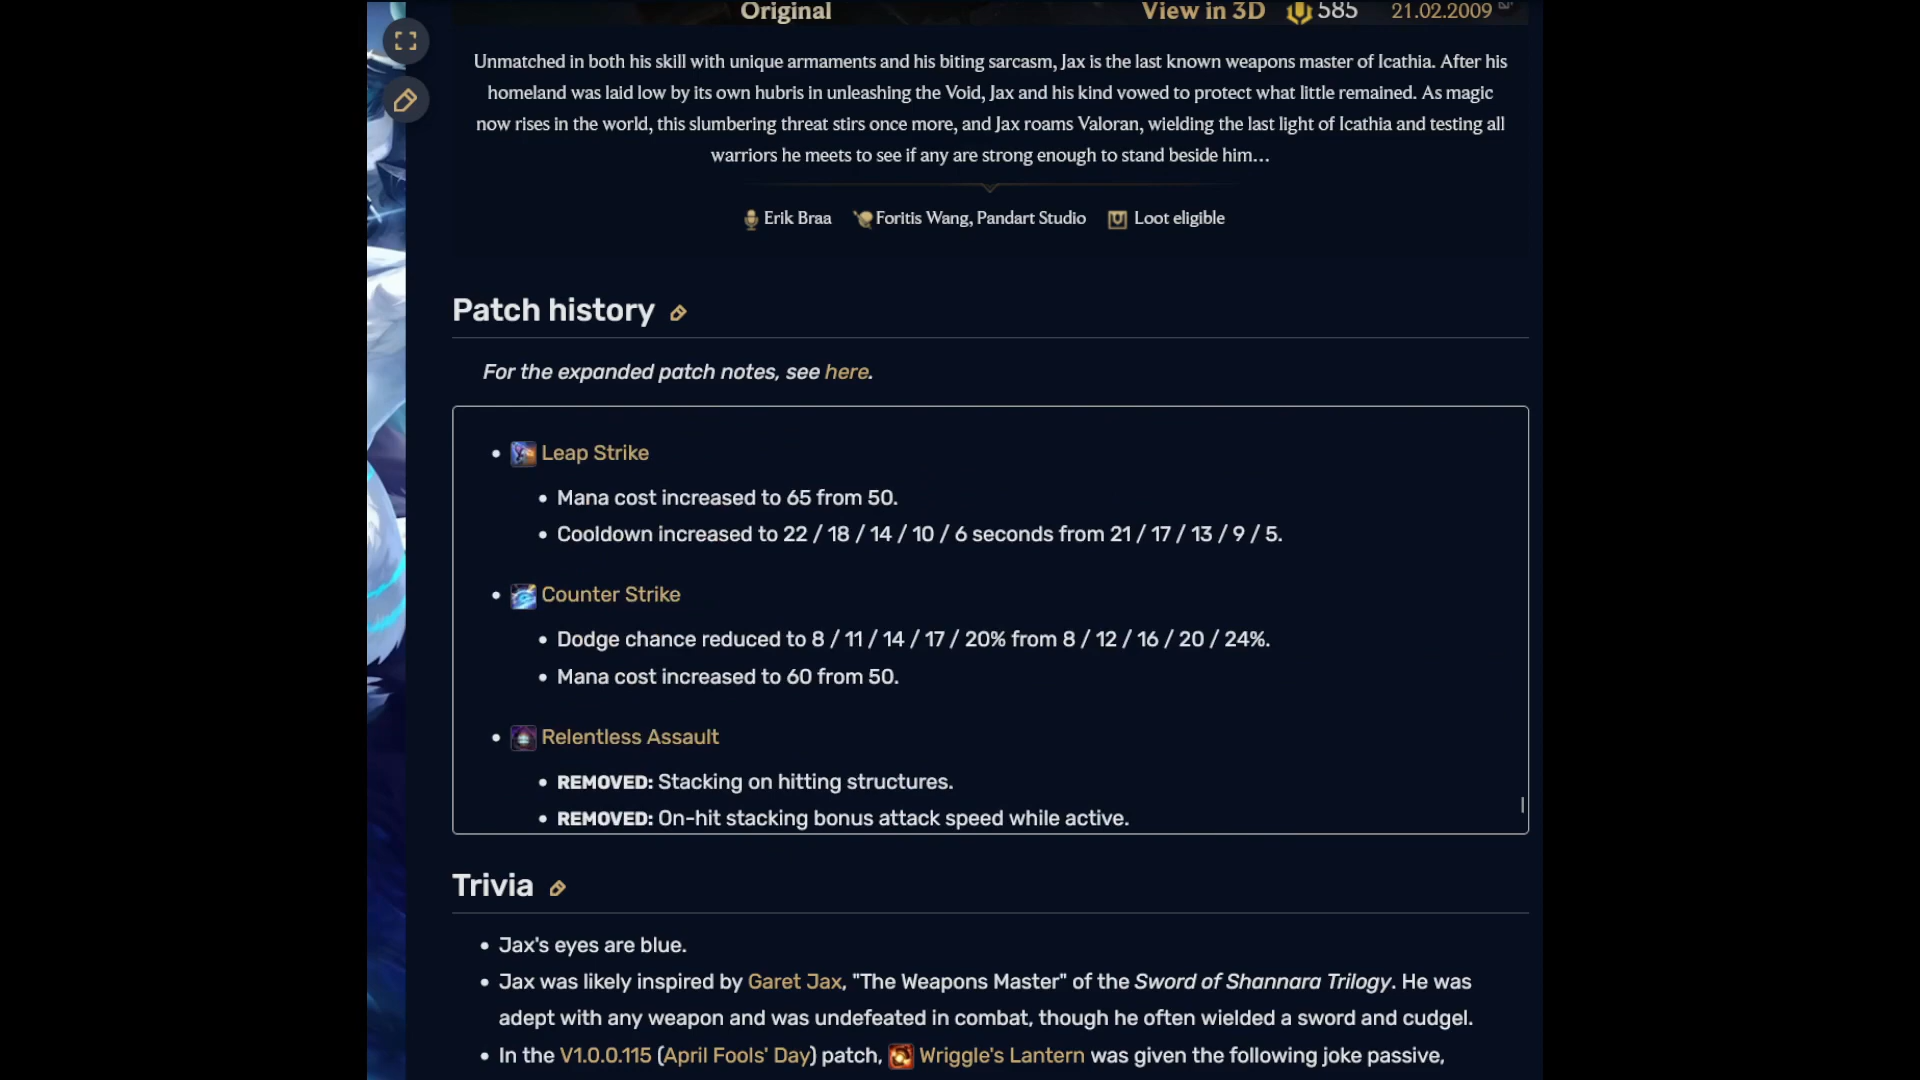 Original View in 3D 585 21.02.2009
Unmatched in both his skill with unique armaments and his biting sarcasm, Jax is the last known weapons master of Icathia. After his
homeland was laid low by its own hubris in unleashing the Void, Jax and his kind vowed to protect what little remained. As magic
now rises in the world, this slumbering threat stirs once more, and Jax roams Valoran, wielding the last light of Icathia and testing all
warriors he meets to see if any are strong enough to stand beside him...
Erik Braa Foritis Wang, Pandart Studio Loot eligible
Patch history
For the expanded patch notes, see here.
• Leap Strike
• Mana cost increased to 65 from 50.
• Cooldown increased to 22 / 18 / 14 / 10 / 6 seconds from 21 / 17 / 13 / 9 / 5.
• Counter Strike
• Dodge chance reduced to 8 / 11 / 14 / 17 / 20% from 8 / 12 / 16 / 20 / 24%.
• Mana cost increased to 60 from 50.
• Relentless Assault
• REMOVED: Stacking on hitting structures.
• REMOVED: On-hit stacking bonus attack speed while active.
Trivia
• Jax's eyes are blue.
• Jax was likely inspired by Garet Jax, "The Weapons Master" of the Sword of Shannara Trilogy. He was
adept with any weapon and was undefeated in combat, though he often wielded a sword and cudgel.
• In the V1.0.0.115 (April Fools' Day) patch, Wriggle's Lantern was given the following joke passive,